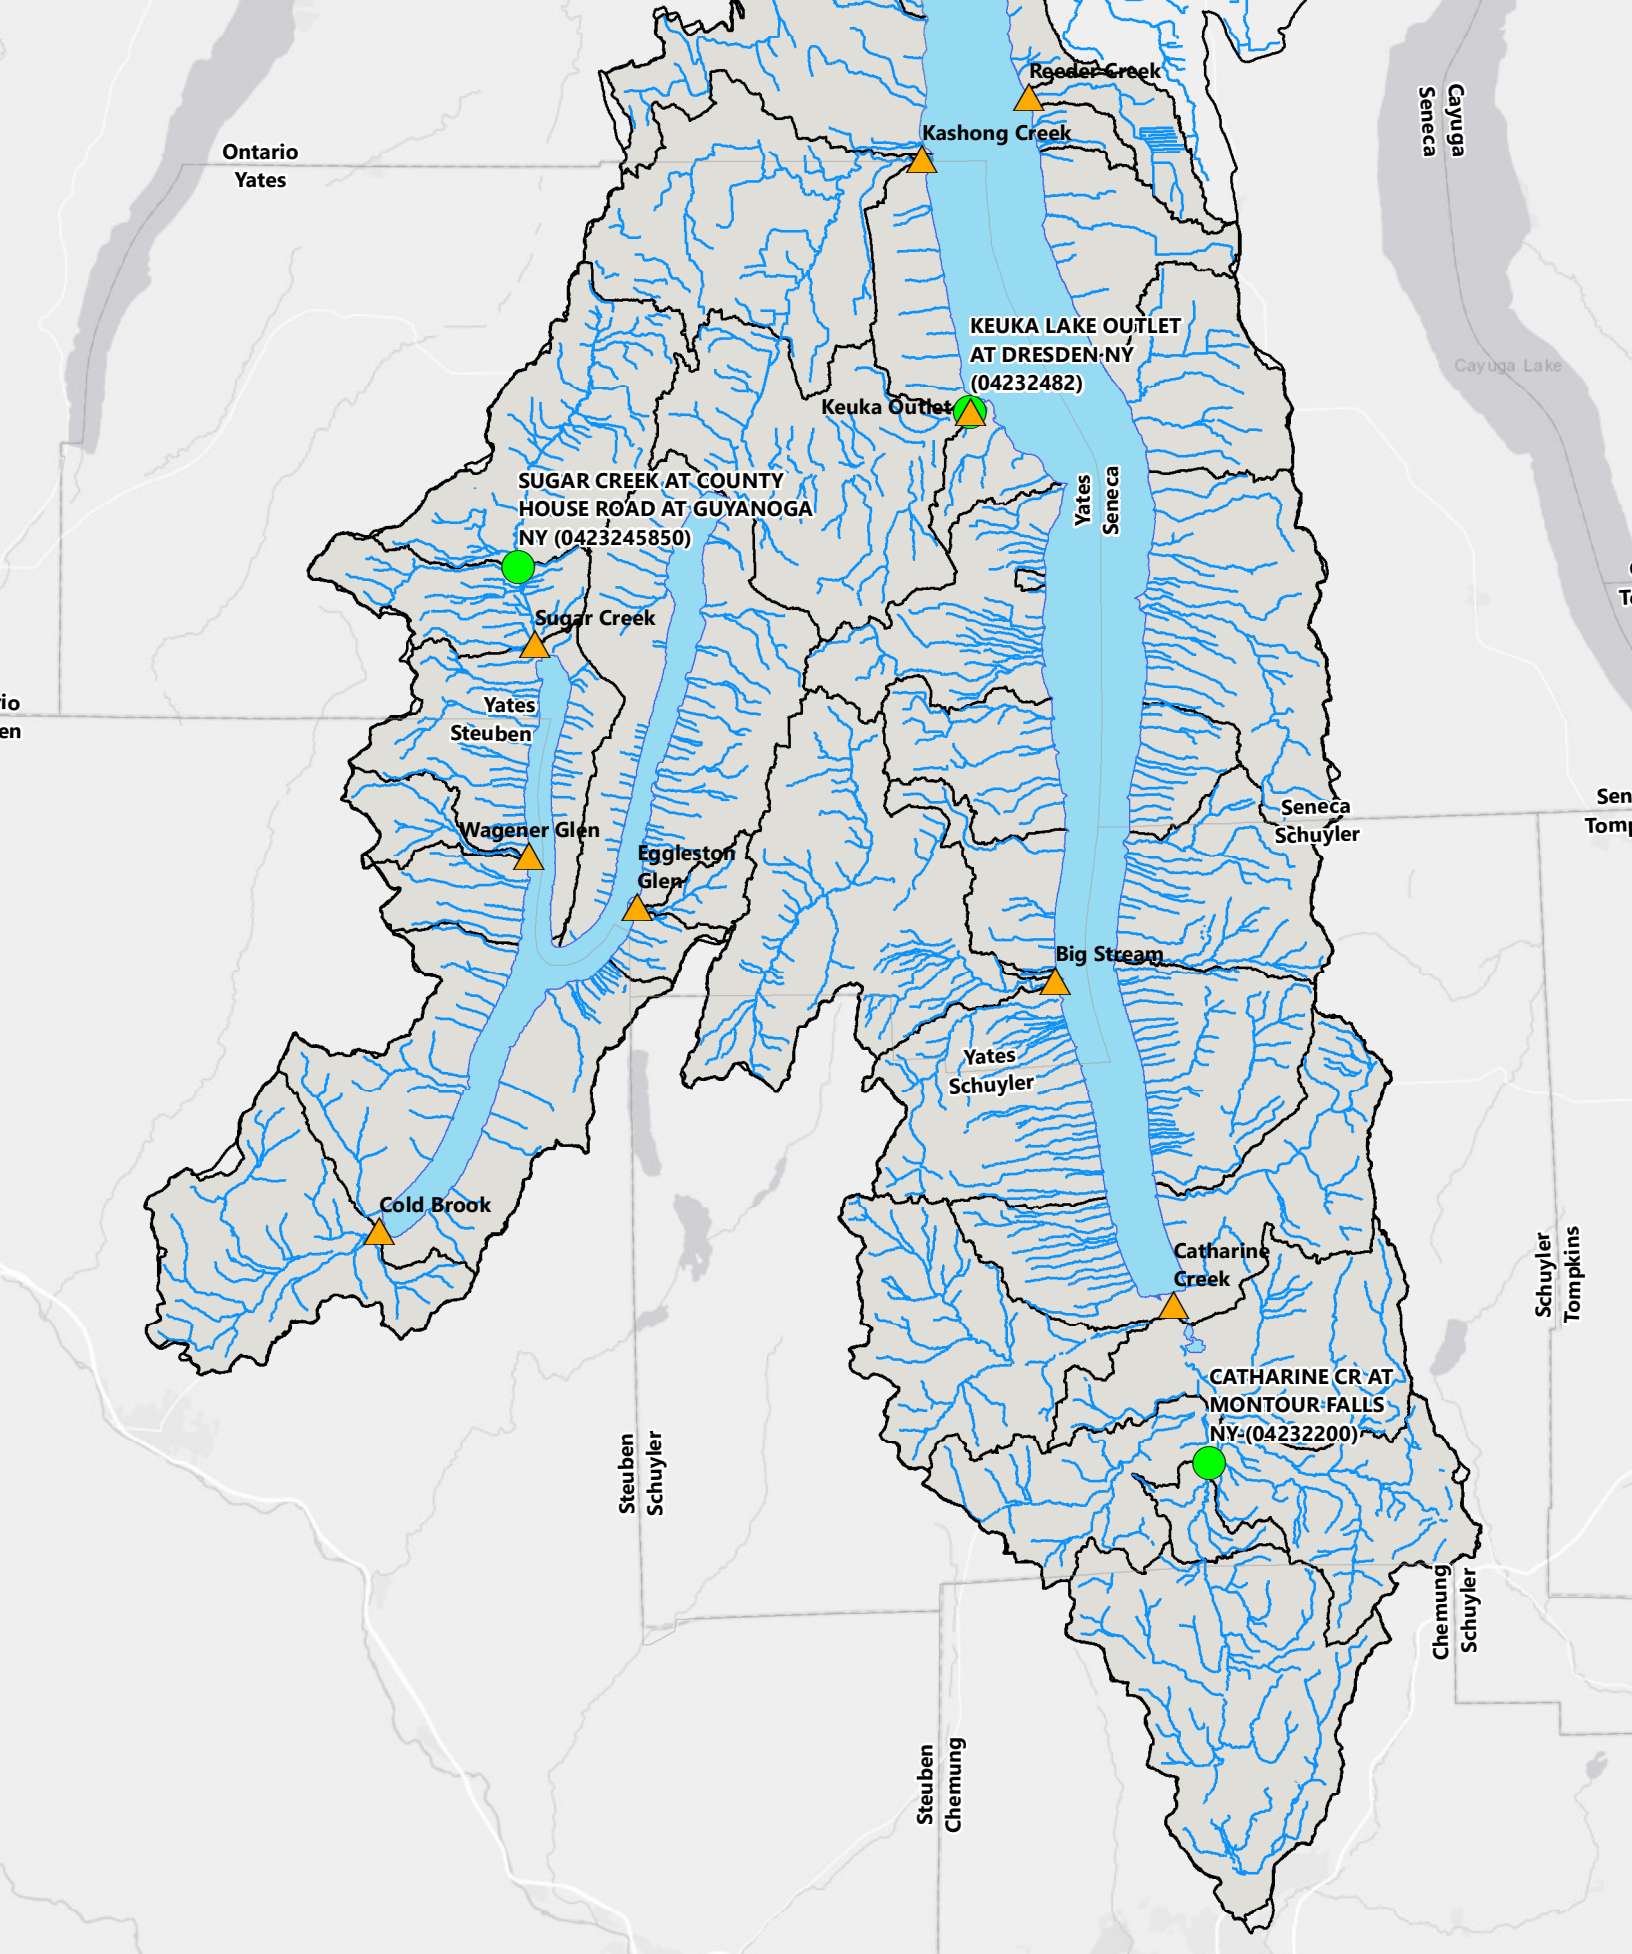 Reeder Creek
Cayuga
Seneca
Kashong Creek
Ontario
Yates
KEUKA LAKE OUTLET
AT DRESDEN NY
(04232482)
Cayuga Lake
Keuka Outlet
SUGAR CREEK AT COUNTY
HOUSE ROAD AT GUYANOGA
NY (0423245850)
Yates
Seneca
Sugar Creek
Yates
Steuben
Seneca
Schuyler
Wagener Glen
Eggleston
Glen
Big Stream
Yates
Schuyler
Cold Brook
Catharine
Creek
Schuyler
Tompkins
CATHARINE CR AT
MONTOUR FALLS
NY (04232200)
Steuben
Schuyler
Chemung
Schuyler
Steuben
Chemung